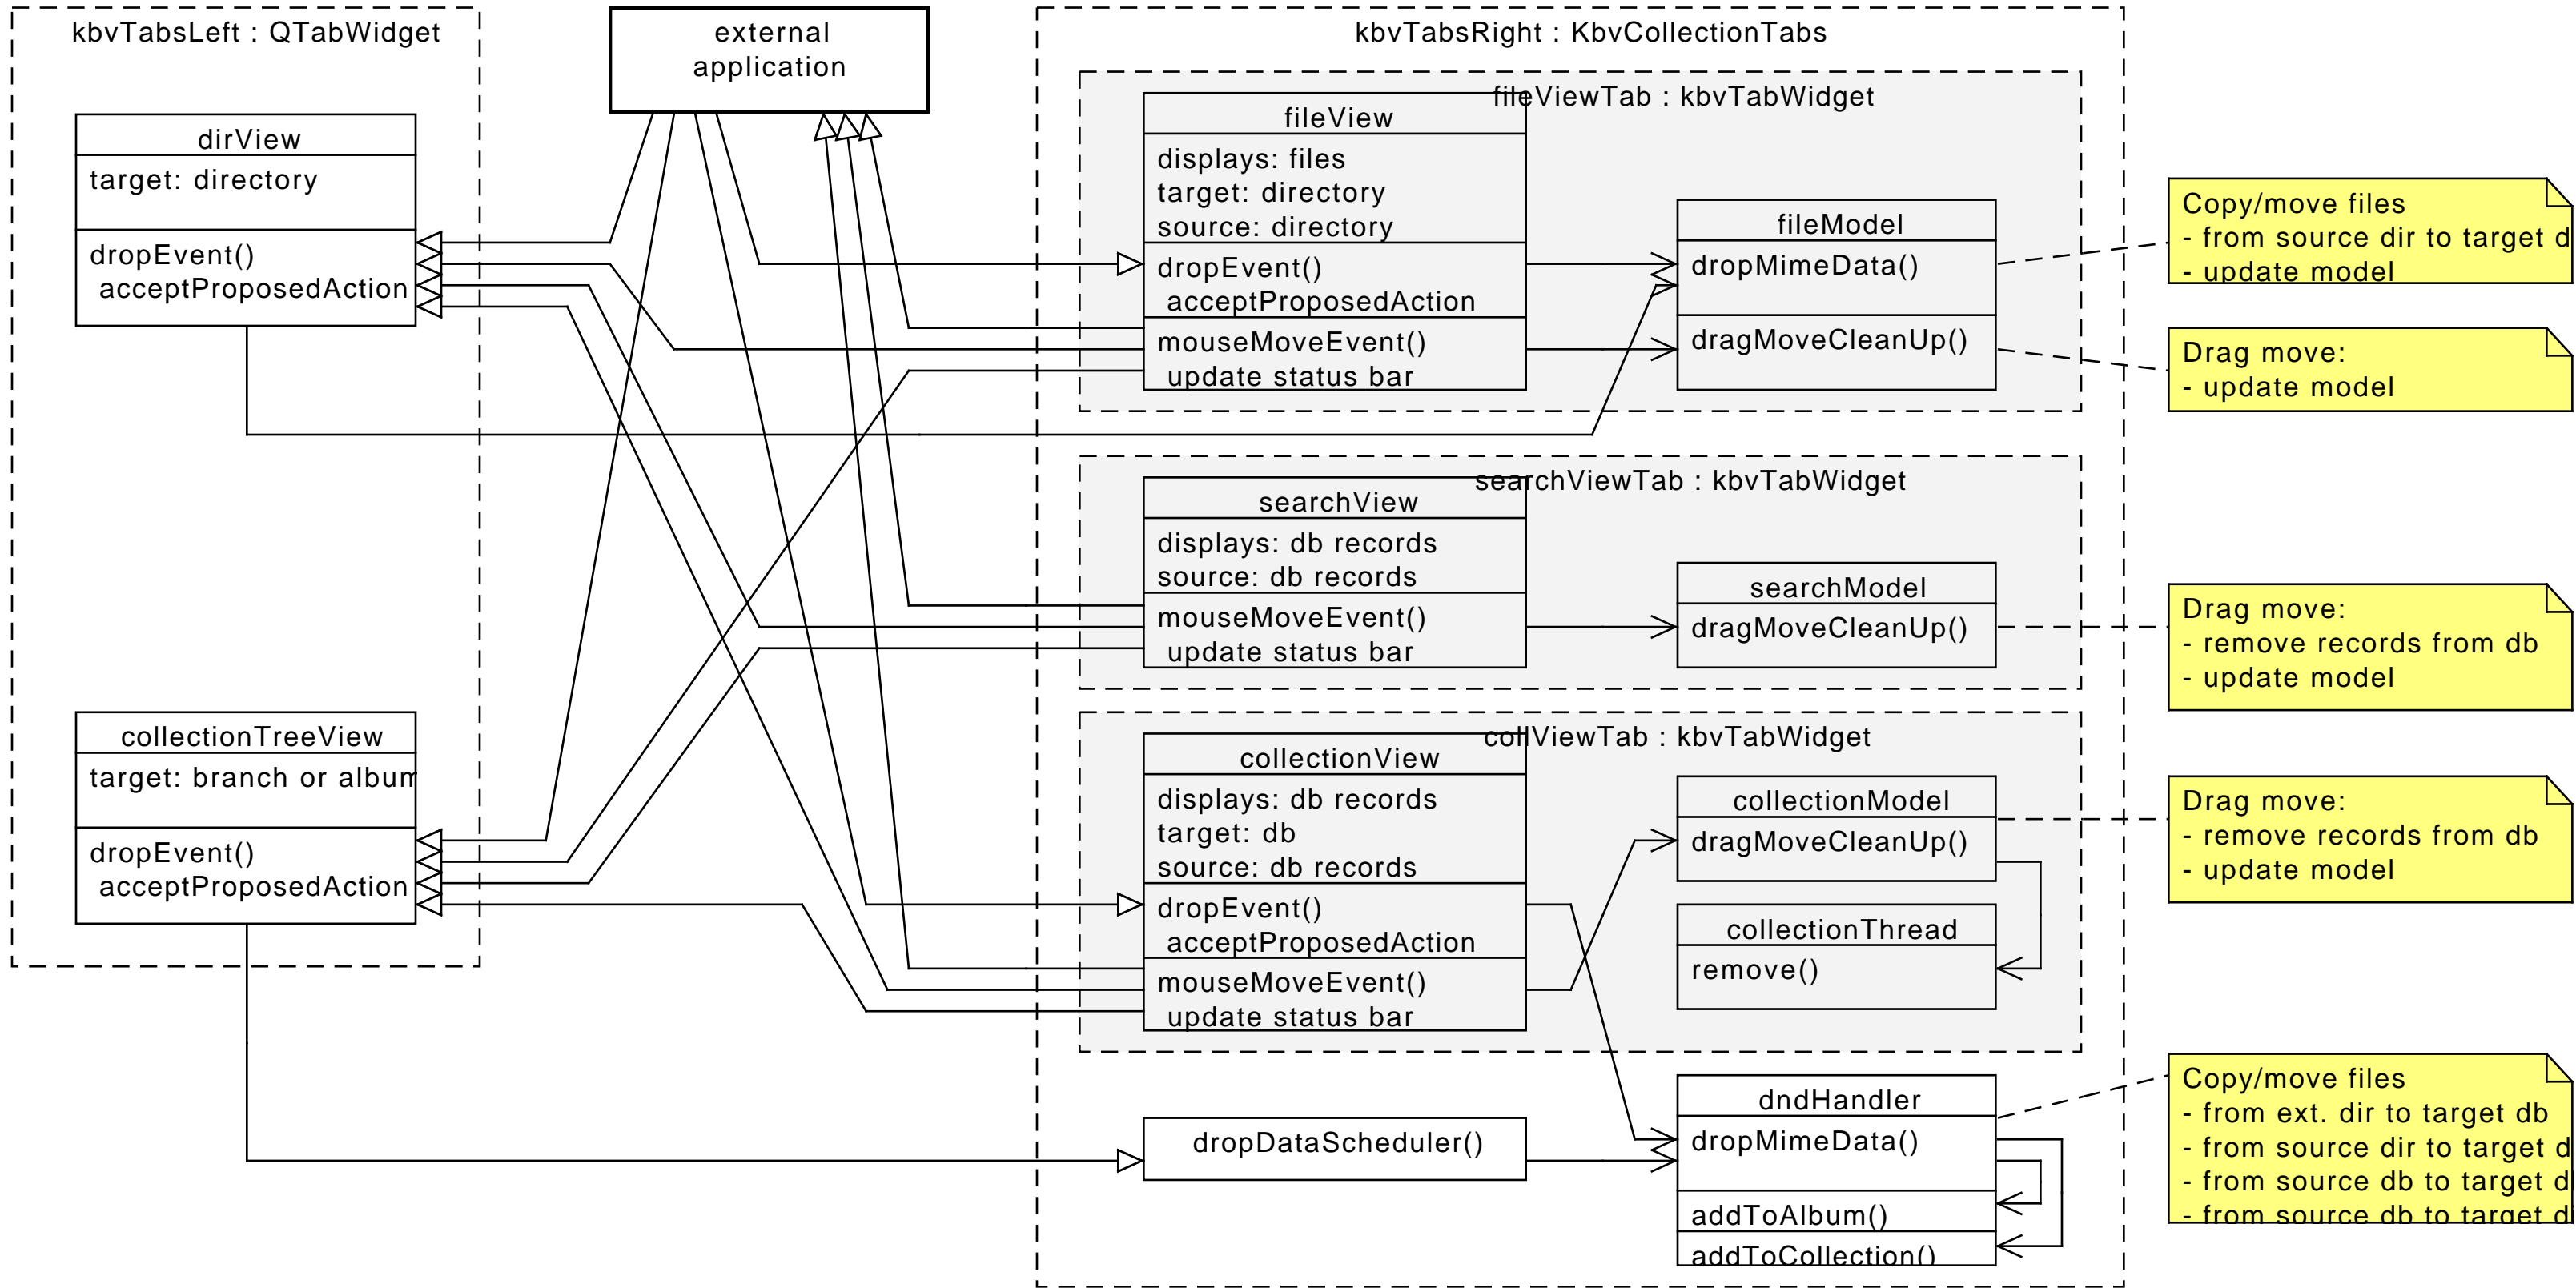 kbvTabsLeft : QTabWidget
dirView
target: directory
dropEvent()
acceptProposedAction
collectionTreeView
target: branch or album
dropEvent()
acceptProposedAction
external
application
kbvTabsRight : KbvCollectionTabs
fileViewTab : kbvTabWidget
fileView
displays: files
target: directory
source: directory
dropEvent()
acceptProposedAction
mouseMoveEvent()
update status bar
fileModel
dropMimeData()
dragMoveCleanUp()
searchViewTab : kbvTabWidget
searchView
displays: db records
source: db records
mouseMoveEvent()
update status bar
searchModel
dragMoveCleanUp()
collViewTab : kbvTabWidget
collectionView
displays: db records
target: db
source: db records
dropEvent()
acceptProposedAction
mouseMoveEvent()
update status bar
collectionModel
dragMoveCleanUp()
collectionThread
remove()
dropDataScheduler()
dndHandler
dropMimeData()
addToAlbum()
addToCollection()
Copy/move files
- from source dir to target d
- update model
Drag move:
- update model
Drag move:
- remove records from db
- update model
Drag move:
- remove records from db
- update model
Copy/move files
- from ext. dir to target db
- from source dir to target d
- from source db to target d
- from source db to target d